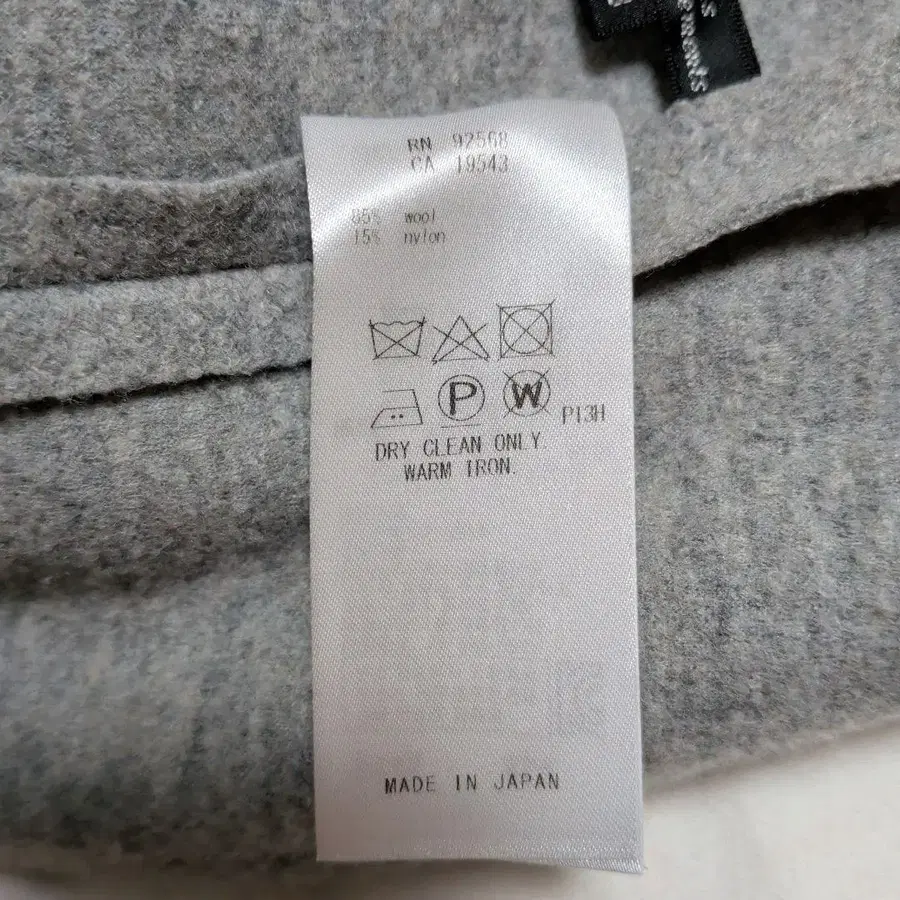 RN 92568
CA 19543
85% wool
15% nylon
P
W
P13H
DRY CLEAN ONLY.
WARM IRON.
MADE IN JAPAN